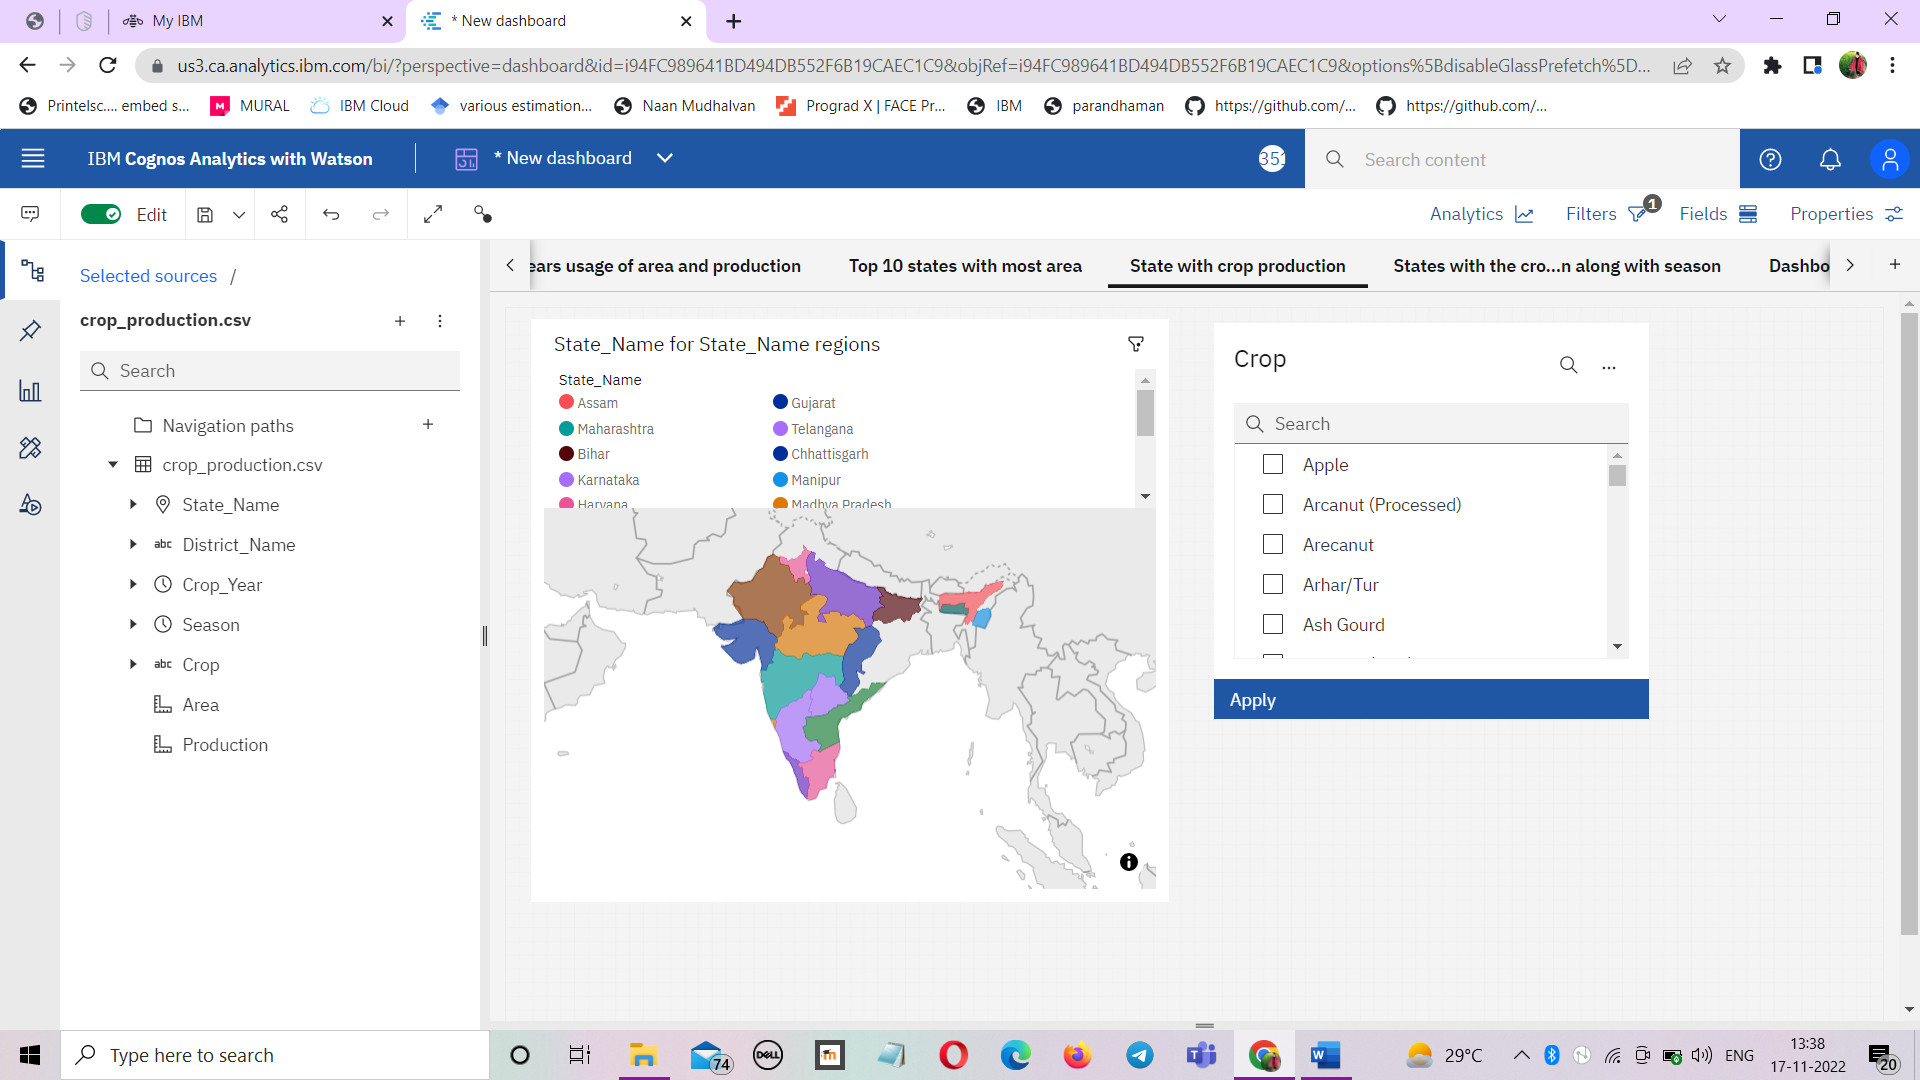 My IBM
* New dashboard
us3.ca.analytics.ibm.com/bi/?perspective=dashboard&id=i94FC989641BD494DB552F6B19CAEC1C9&objRef=i94FC989641BD494DB552F6B19CAEC1C9&options%5BdisableGlassPrefetch%5D...
Printelsc.... embed s...
M MURAL
IBM Cloud
various estimation...
Naan Mudhalvan
Prograd X | FACE Pr...
IBM
parandhaman
https://github.com/...
https://github.com/...
IBM Cognos Analytics with Watson
* New dashboard
351
Search content
Edit
Analytics
Filters 1
Fields
Properties
Selected sources /
ears usage of area and production
Top 10 states with most area
State with crop production
States with the cro...n along with season
Dashbo
crop_production.csv
Search
Navigation paths
crop_production.csv
State_Name
abc District_Name
Crop_Year
Season
abc Crop
Area
Production
State_Name for State_Name regions
State_Name
Assam
Gujarat
Maharashtra
Telangana
Bihar
Chhattisgarh
Karnataka
Manipur
Haryana
Madhya Pradesh
Crop
Search
Apple
Arcanut (Processed)
Arecanut
Arhar/Tur
Ash Gourd
Apply
Type here to search
74
DELL
m
W
29°C
ENG
13:38
17-11-2022
20